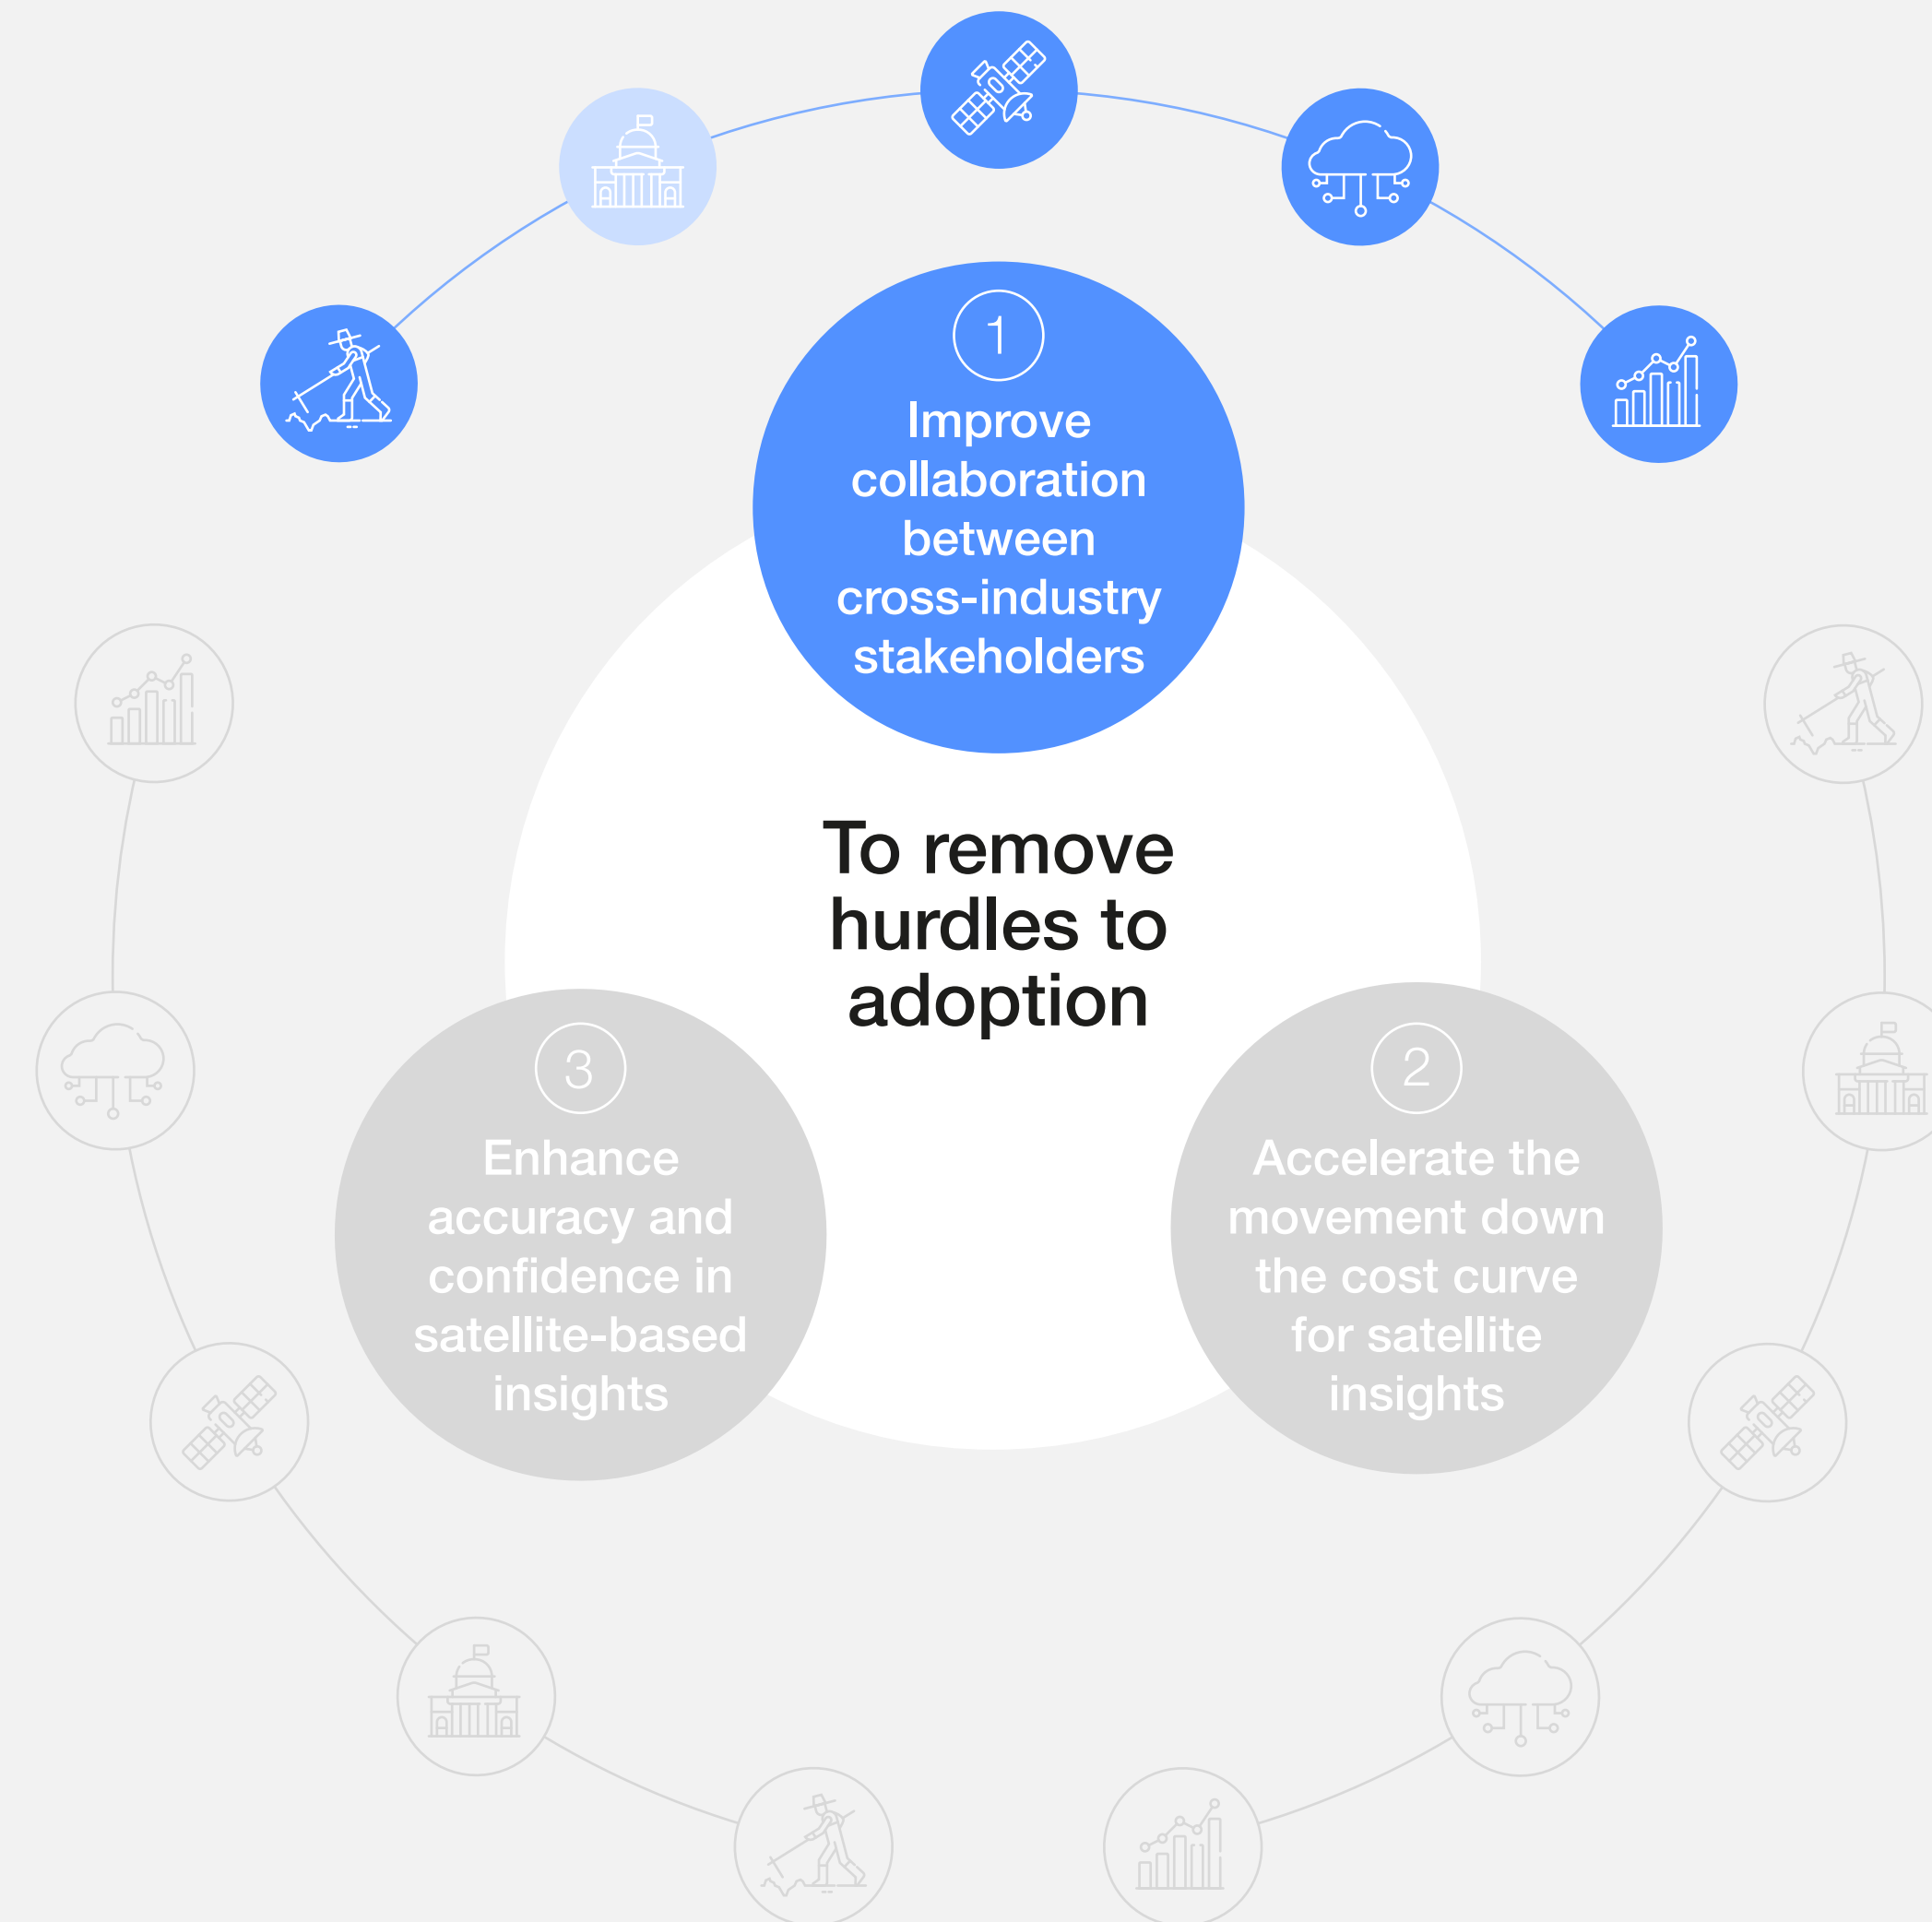 1
Improve
collaboration
between
cross-industry
stakeholders
To remove
hurdles to
adoption
3
Enhance
accuracy and
confidence in
satellite-based
insights
2
Accelerate the
movement down
the cost curve
for satellite
insights